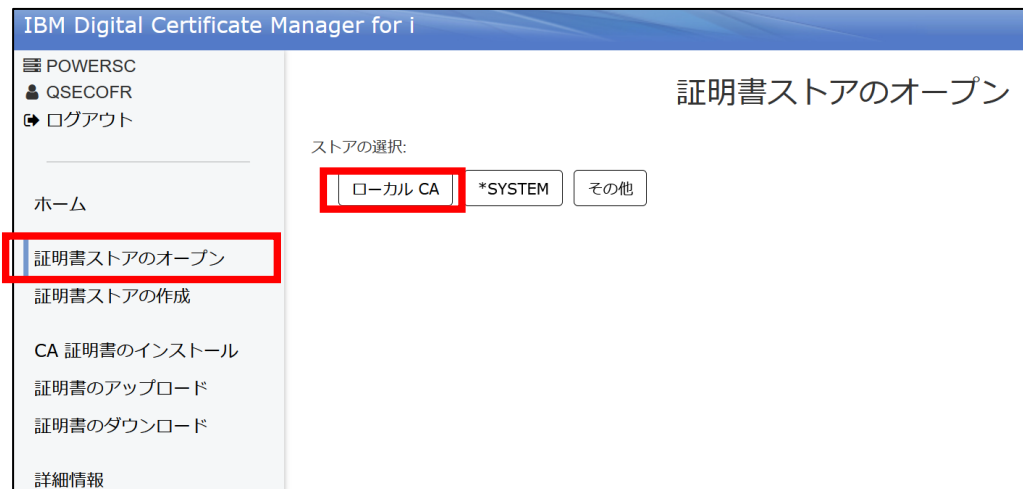 IBM Digital Certificate Manager for i
POWERSC
QSECOFR
ログアウト
ホーム
証明書ストアのオープン
証明書ストアの作成
CA 証明書のインストール
証明書のアップロード
証明書のダウンロード
詳細情報
証明書ストアのオープン
ストアの選択:
ローカル CA *SYSTEM その他